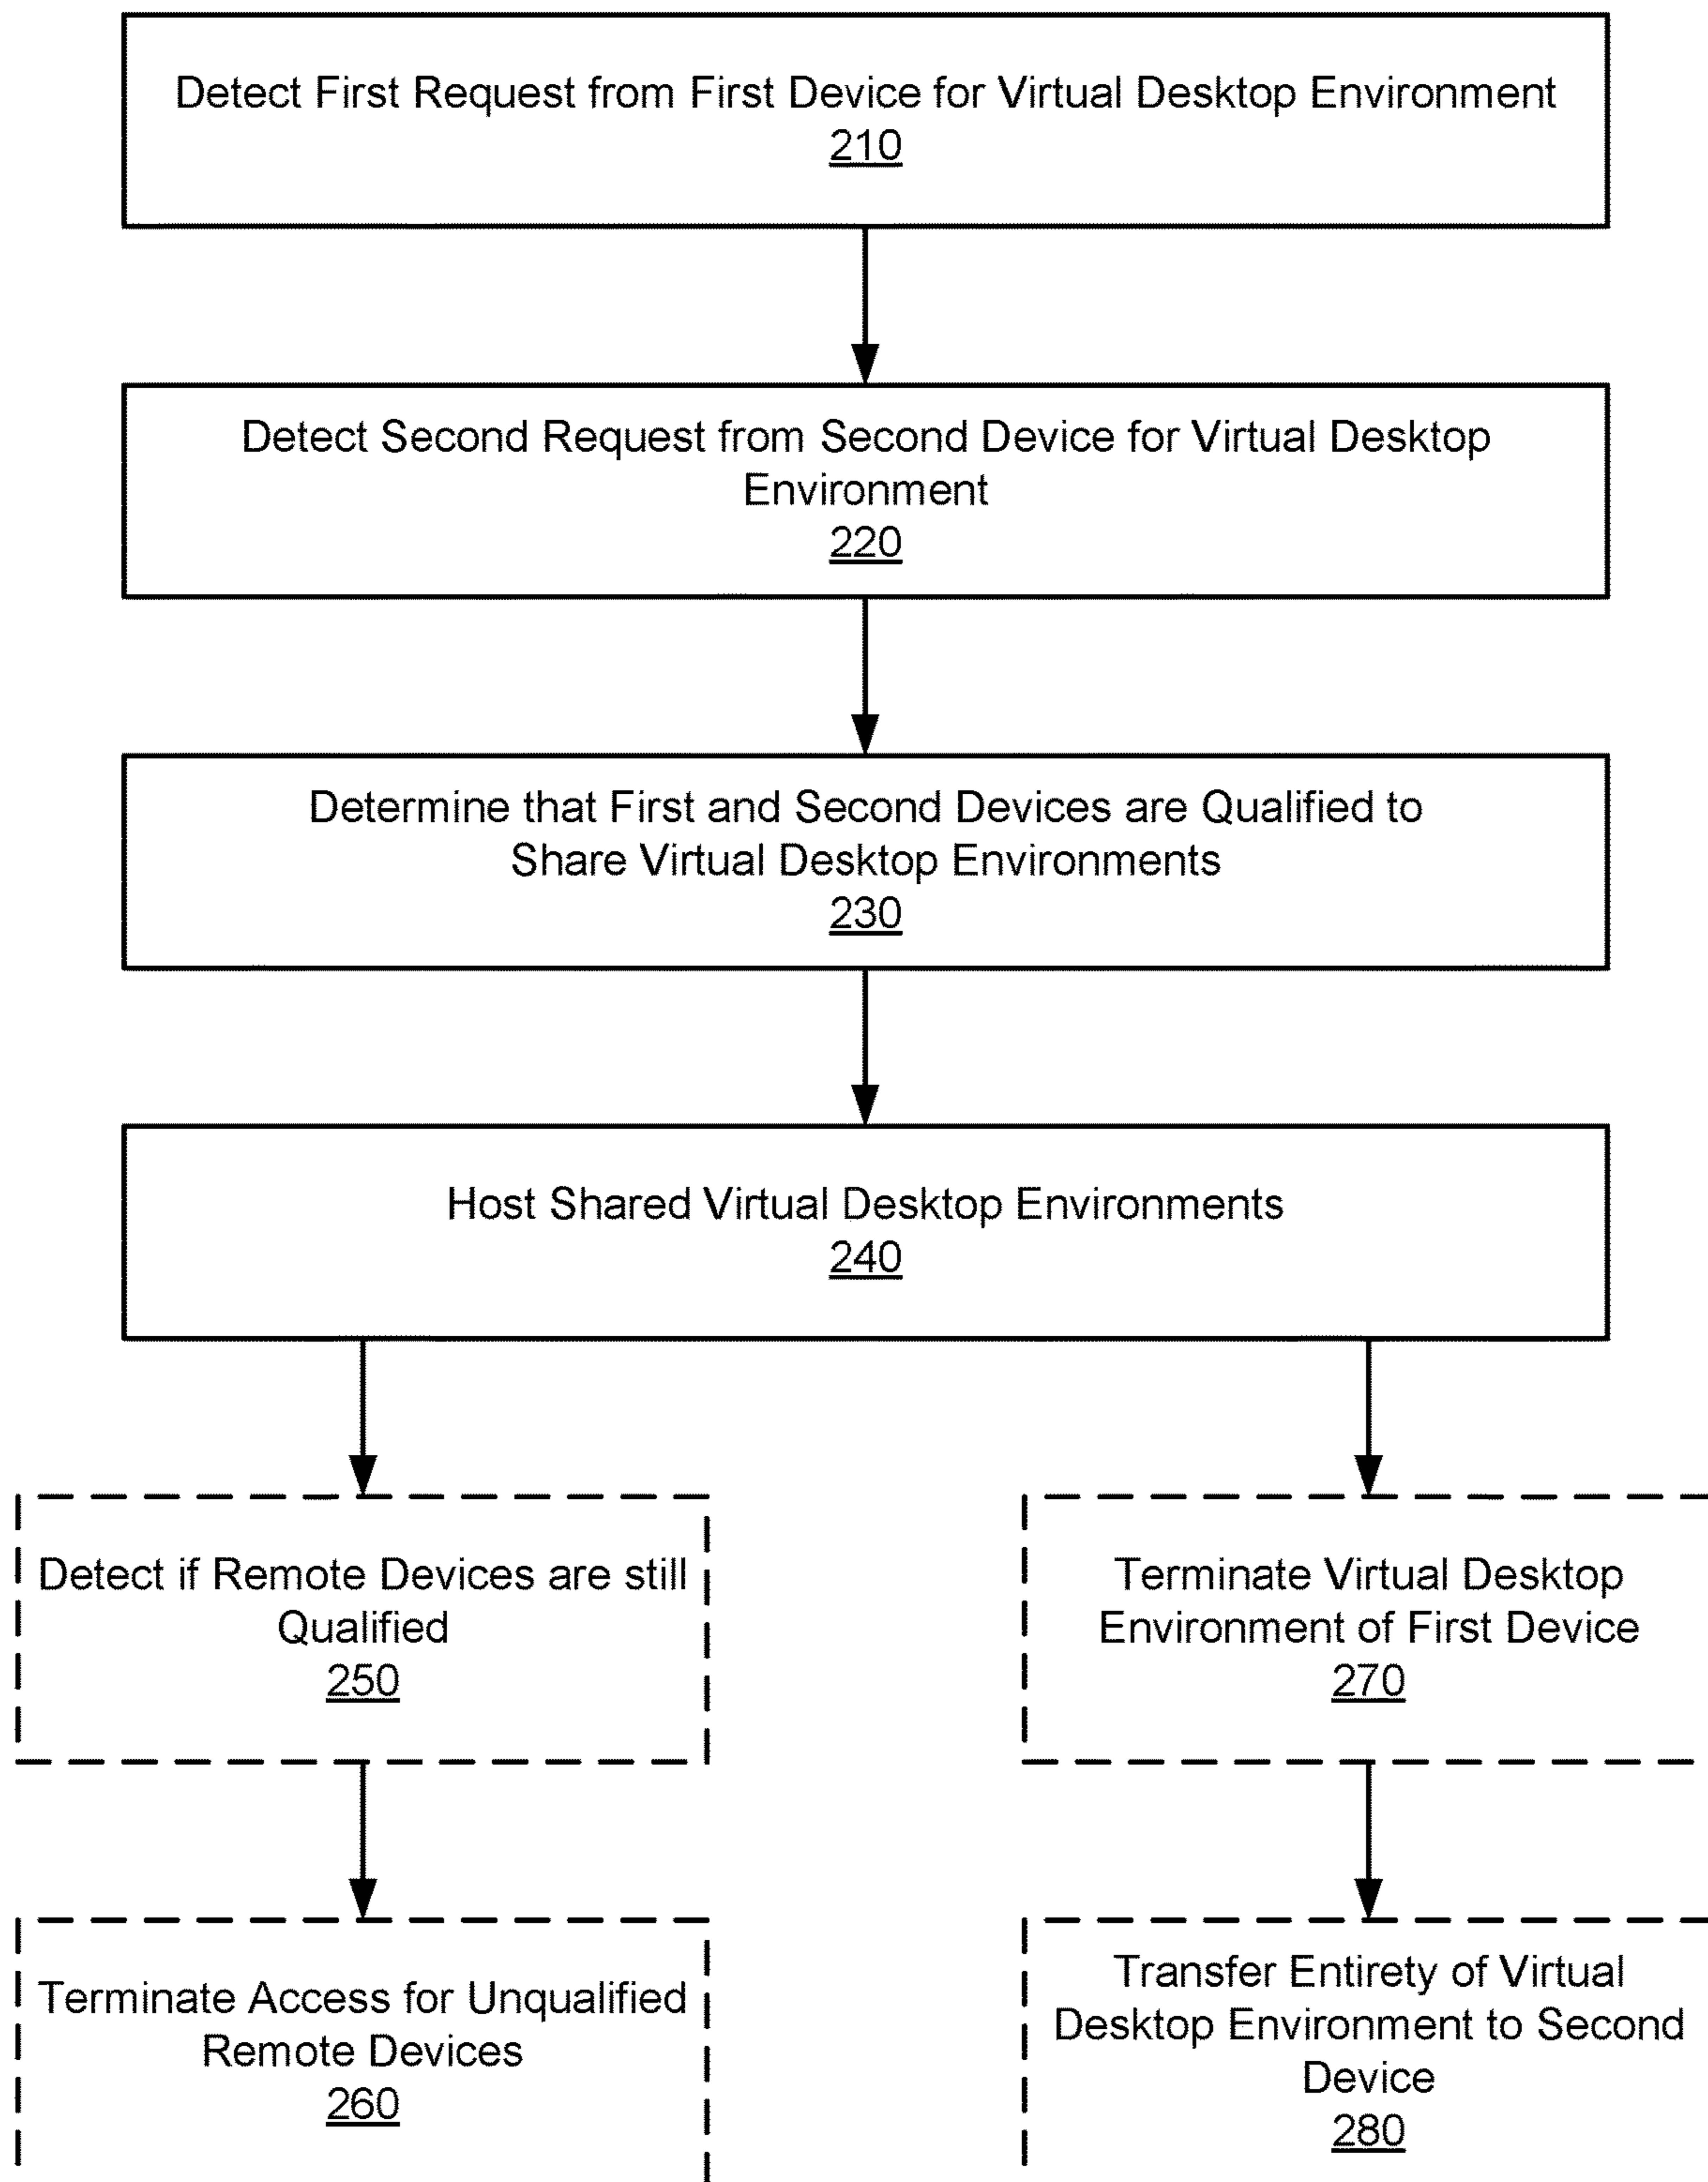 Detect First Request from First Device for Virtual Desktop Environment
210
Detect Second Request from Second Device for Virtual Desktop
Environment
220
Determine that First and Second Devices are Qualified to
Share Virtual Desktop Environments
230
Host Shared Virtual Desktop Environments
240
Detect if Remote Devices are still
Qualified
250
Terminate Access for Unqualified
Remote Devices
260
Terminate Virtual Desktop
Environment of First Device
270
Transfer Entirety of Virtual
Desktop Environment to Second
Device
280